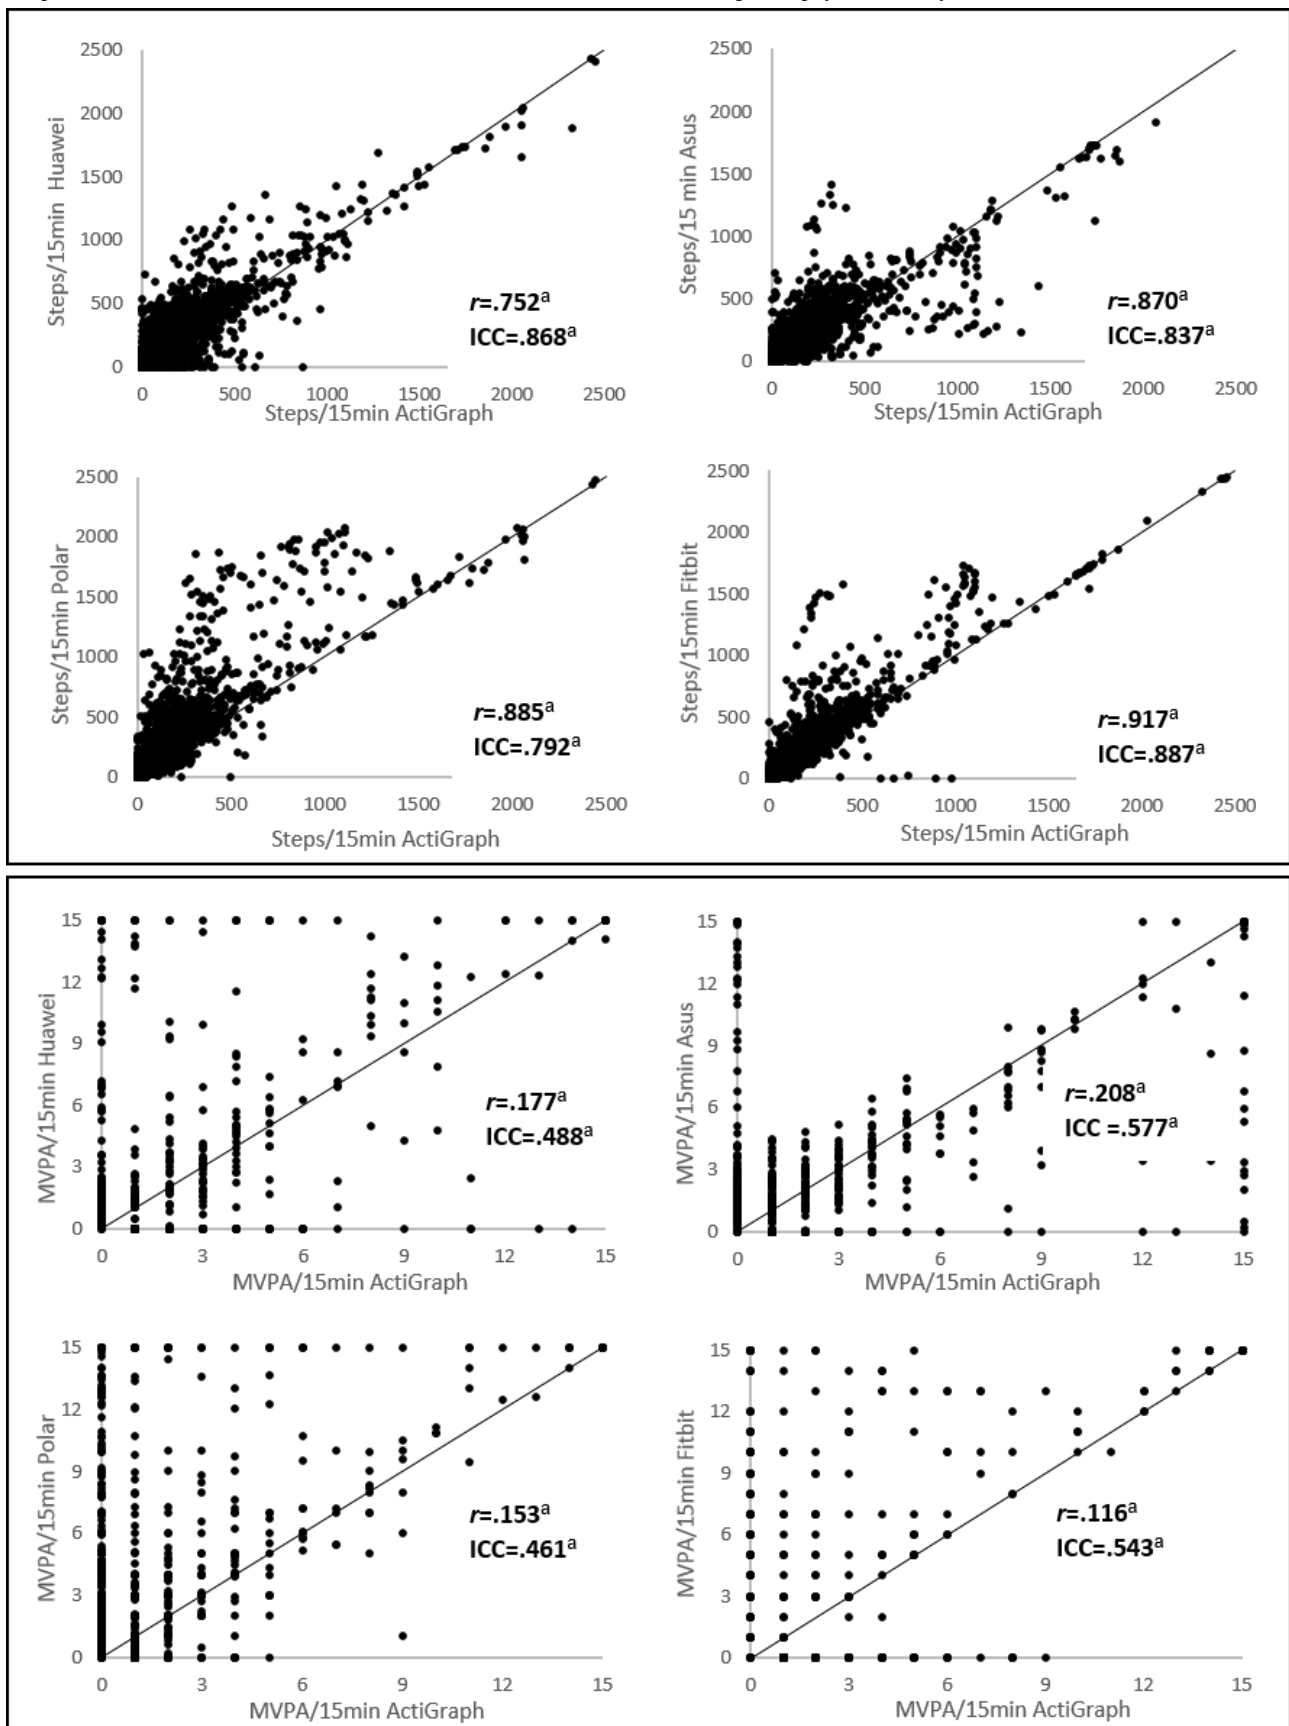 2500
2000
1500
1000
500
0
Steps/15min Huawei
r=.752a
ICC=.868a
0 500 1000 1500 2000 2500
Steps/15min ActiGraph
2500
2000
1500
1000
500
0
Steps/15 min Asus
r=.870a
ICC=.837a
0 500 1000 1500 2000 2500
Steps/15min ActiGraph
2500
2000
1500
1000
500
0
Steps/15min Polar
r=.885a
ICC=.792a
0 500 1000 1500 2000 2500
Steps/15min ActiGraph
2500
2000
1500
1000
500
0
Steps/15min Fitbit
r=.917a
ICC=.887a
0 500 1000 1500 2000 2500
Steps/15min ActiGraph
15
12
9
6
3
0
MVPA/15min Huawei
r=.177a
ICC=.488a
0 3 6 9 12 15
MVPA/15min ActiGraph
15
12
9
6
3
0
MVPA/15min Asus
r=.208a
ICC =.577a
0 3 6 9 12 15
MVPA/15min ActiGraph
15
12
9
6
3
0
MVPA/15min Polar
r=.153a
ICC=.461a
0 3 6 9 12 15
MVPA/15min ActiGraph
15
12
9
6
3
0
MVPA/15min Fitbit
r=.116a
ICC=.543a
0 3 6 9 12 15
MVPA/15min ActiGraph